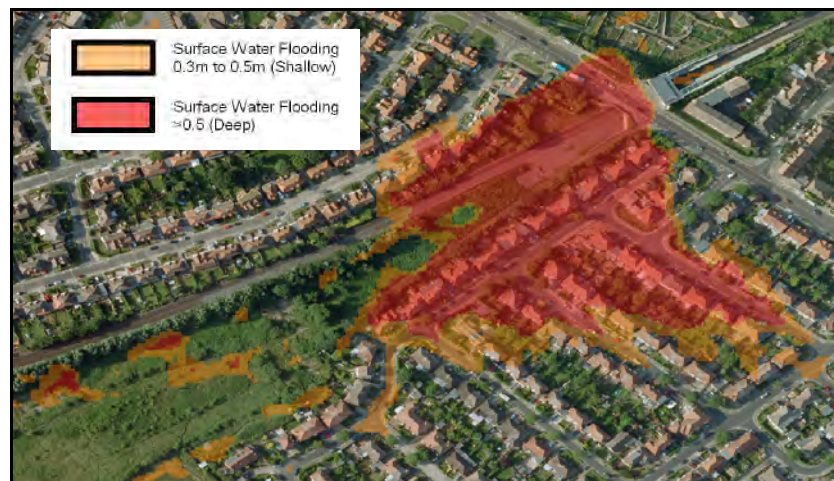 Surface Water Flooding
0.3m to 0.5m (Shallow)
Surface Water Flooding
>0.5 (Deep)